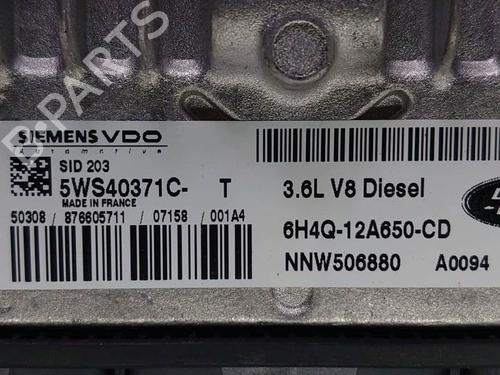 B PARTS
SIEMENS VDO
Automotive
SID 203
5WS40371C- T
MADE IN FRANCE
50308 / 876605711 / 07158 / 001A4
3.6L V8 Diesel
6H4Q-12A650-CD
NNW506880 A0094